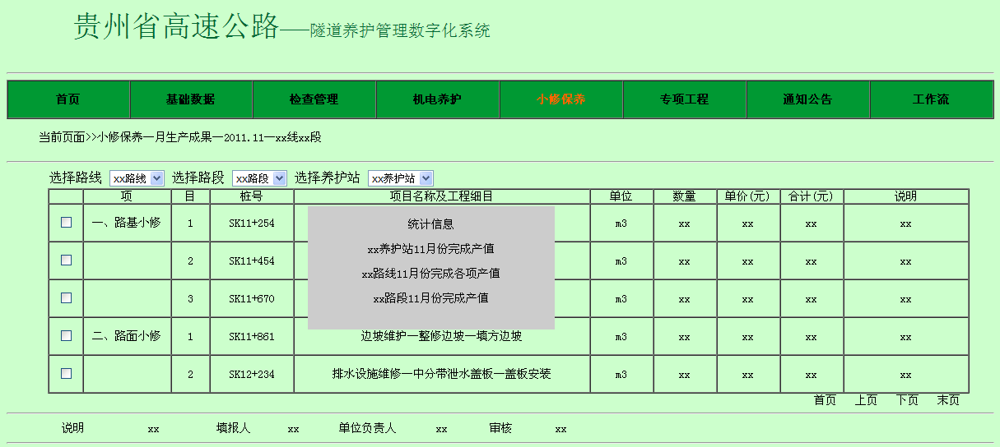 贵州省高速公路——隧道养护管理数字化系统
首页 基础数据 检查管理 机电养护 小修保养 专项工程 通知公告 工作流
当前页面>>小修保养—月生产成果—2011.11—xx线xx段
选择路线 xx路线 选择路段 xx路段 选择养护站 xx养护站
项 目 桩号 项目名称及工程细目 单位 数量 单价(元) 合计(元) 说明
一、路基小修 1 SK11+254 m3 xx xx xx xx
统计信息
xx养护站11月份完成产值
2 SK11+454 m3 xx xx xx xx
xx路线11月份完成各项产值
3 SK11+670 xx路段11月份完成产值 m3 xx xx xx xx
二、路面小修 1 SK11+861 边坡维护—整修边坡—填方边坡 m3 xx xx xx xx
2 SK12+234 排水设施维修—中分带泄水盖板—盖板安装 m3 xx xx xx xx
首页 上页 下页 末页
说明 xx 填报人 xx 单位负责人 xx 审核 xx